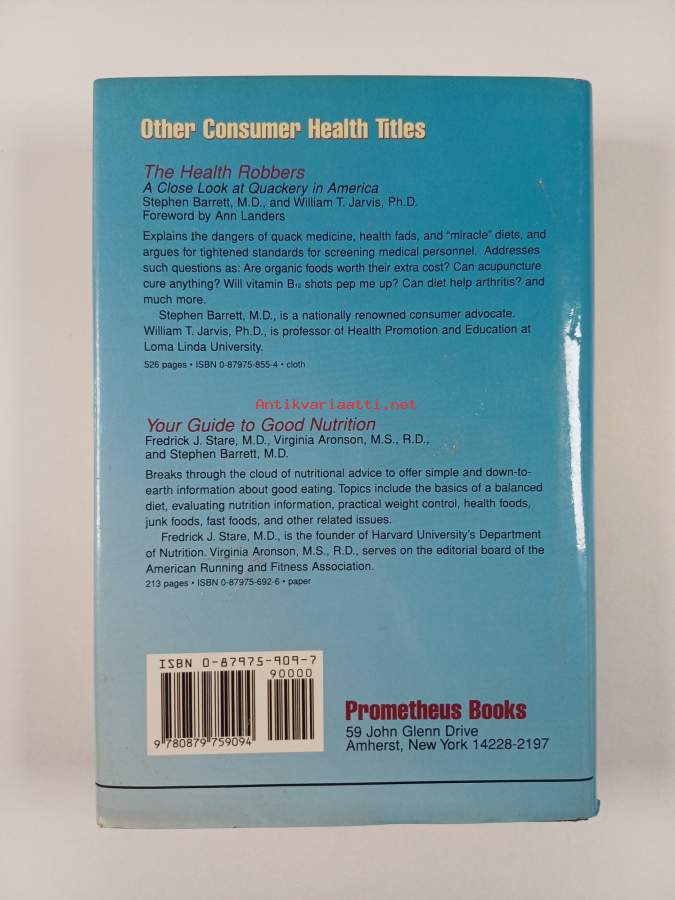 Other Consumer Health Titles
The Health Robbers
A Close Look at Quackery in America
Stephen Barrett, M.D., and William T. Jarvis, Ph.D.
Foreword by Ann Landers
Explains the dangers of quack medicine, health fads, and “miracle” diets, and
argues for tightened standards for screening medical personnel. Addresses
such questions as: Are organic foods worth their extra cost? Can acupuncture
cure anything? Will vitamin B₁₂ shots pep me up? Can diet help arthritis? and
much more.
Stephen Barrett, M.D., is a nationally renowned consumer advocate.
William T. Jarvis, Ph.D., is professor of Health Promotion and Education at
Loma Linda University.
526 pages • ISBN 0-87975-855-4 • cloth
Antikvariaatti.net
Your Guide to Good Nutrition
Fredrick J. Stare, M.D., Virginia Aronson, M.S., R.D.,
and Stephen Barrett, M.D.
Breaks through the cloud of nutritional advice to offer simple and down-to-
earth information about good eating. Topics include the basics of a balanced
diet, evaluating nutrition information, practical weight control, health foods,
junk foods, fast foods, and other related issues.
Fredrick J. Stare, M.D., is the founder of Harvard University's Department
of Nutrition. Virginia Aronson, M.S., R.D., serves on the editorial board of the
American Running and Fitness Association.
213 pages • ISBN 0-87975-692-6 • paper
ISBN 0-87975-909-7
90000
9 780879 759094
Prometheus Books
59 John Glenn Drive
Amherst, New York 14228-2197